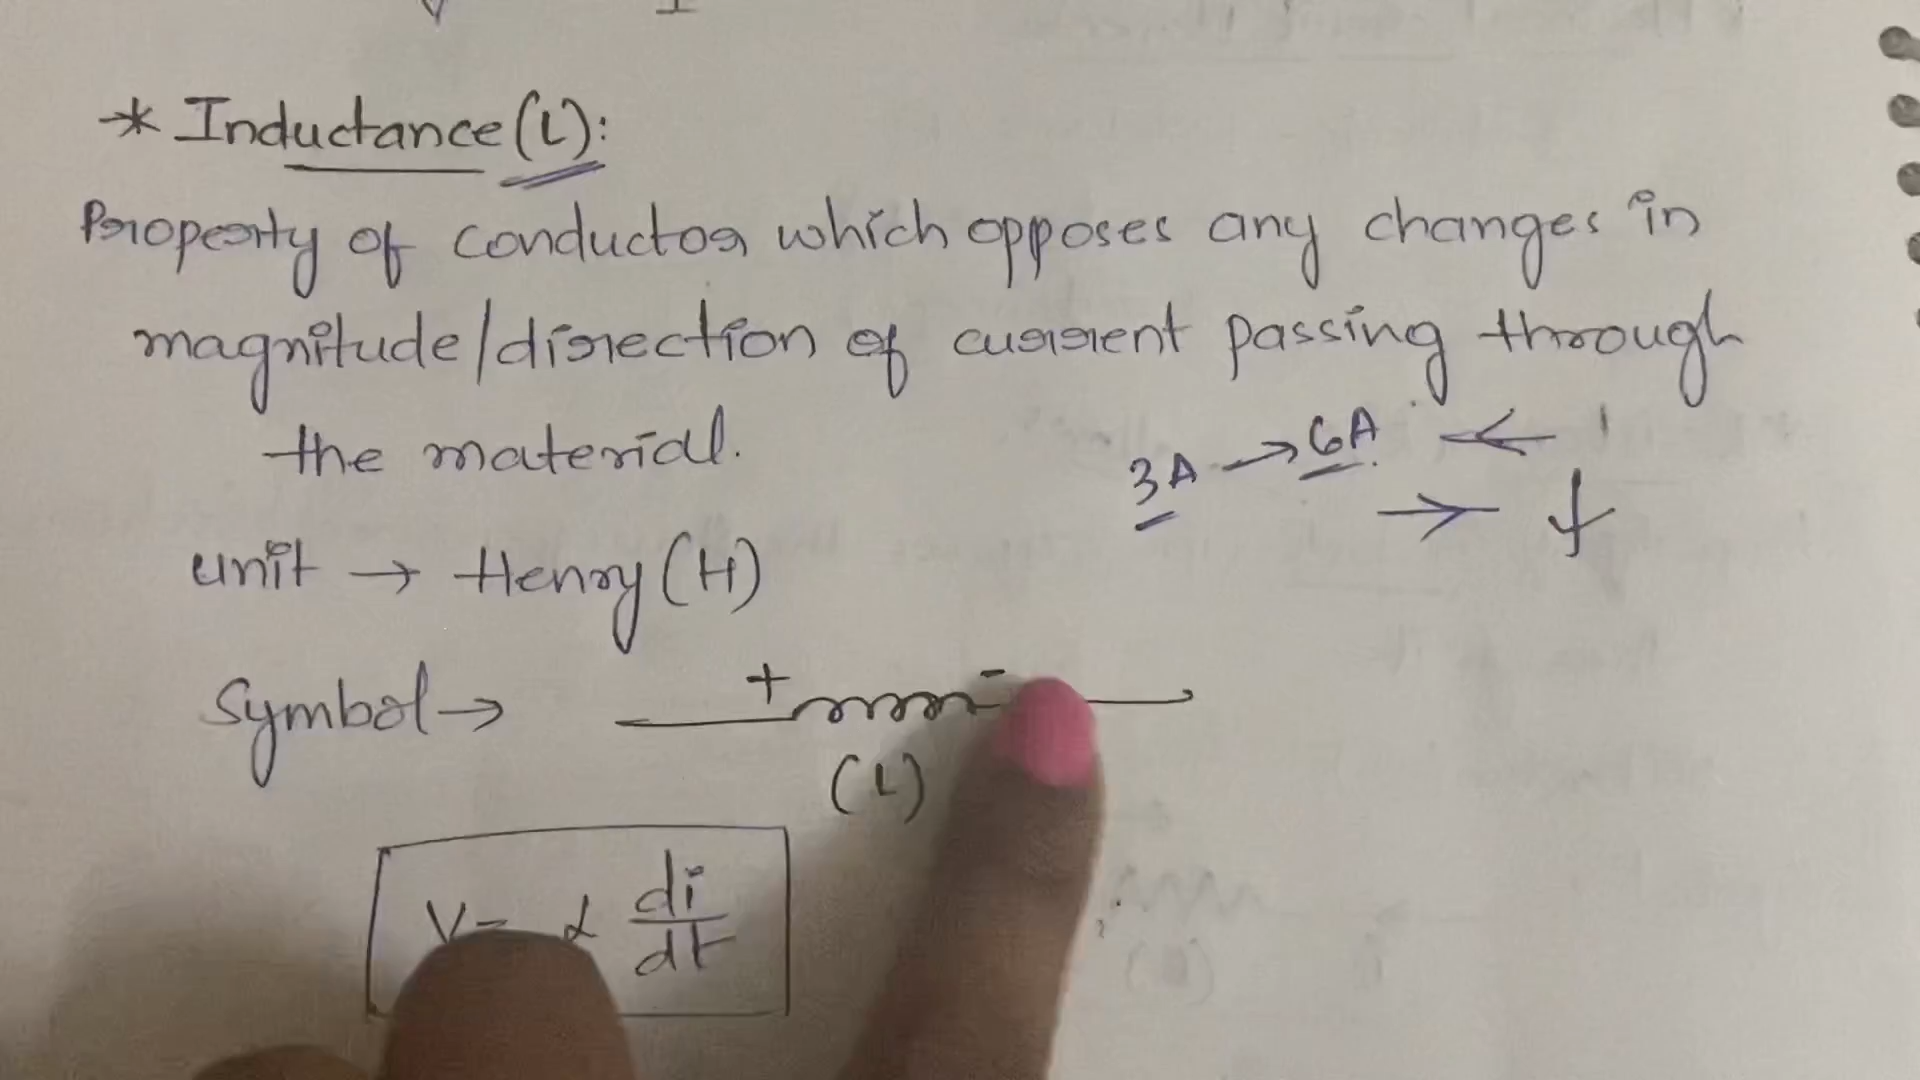 * Inductance (L):
Property of conductor which opposes any changes in
magnitude/direction of current passing through
the material.
3A → 6A ←
→
unit → Henry (H)
Symbol → + -
(L)
V = L di/dt